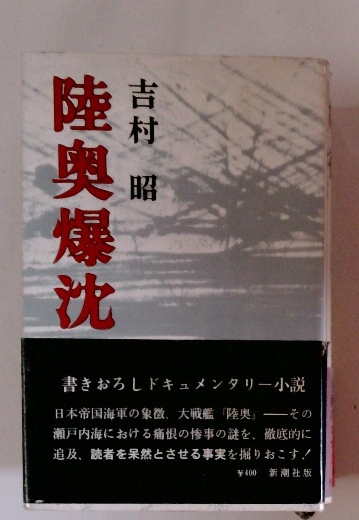 陸奥爆沈
吉村昭
書きおろしドキュメンタリー小説
日本帝国海軍の象徴、大戦艦「陸奥」――その
瀬戸内海における痛恨の惨事の謎を、徹底的に
追及、読者を呆然とさせる事実を掘りおこす！
¥400 新潮社版